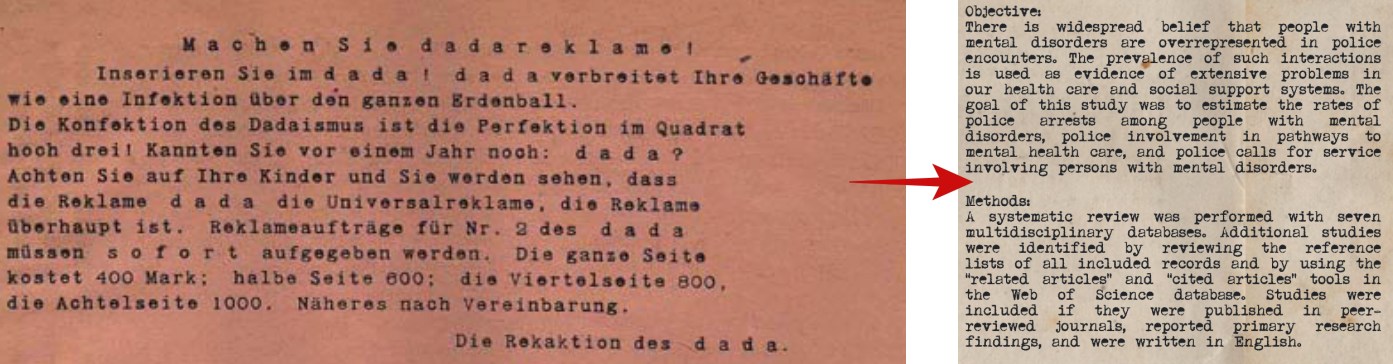 Machen Sie dadareklame!
Inserieren Sie im dada! dada verbreitet Ihre Geschäfte
wie eine Infektion über den ganzen Erdenball.
Die Konfektion des Dadaismus ist die Perfektion im Quadrat
hoch drei! Kannten Sie vor einem Jahr noch: dada?
Achten Sie auf Ihre Kinder und Sie werden sehen, dass
die Reklame dada die Universalreklame, die Reklame
überhaupt ist. Reklameaufträge für Nr. 2 des dada
müssen sofort aufgegeben werden. Die ganze Seite
kostet 400 Mark; halbe Seite 600; die Viertelseite 800,
die Achtelseite 1000. Näheres nach Vereinbarung.
Die Rekaktion des dada.
Objective:
There is widespread belief that people with
mental disorders are overrepresented in police
encounters. The prevalence of such interactions
is used as evidence of extensive problems in
our health care and social support systems. The
goal of this study was to estimate the rates of
police arrests among people with mental
disorders, police involvement in pathways to
mental health care, and police calls for service
involving persons with mental disorders.
Methods:
A systematic review was performed with seven
multidisciplinary databases. Additional studies
were identified by reviewing the reference
lists of all included records and by using the
"related articles" and "cited articles" tools in
the Web of Science database. Studies were
included if they were published in peer-
reviewed journals, reported primary research
findings, and were written in English.